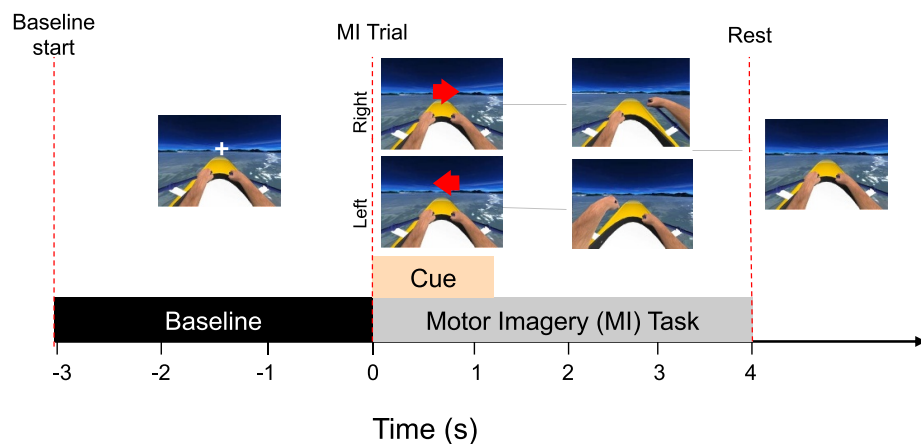 Baseline
start
MI Trial
Rest
Right
Left
Cue
Baseline
Motor Imagery (MI) Task
-3 -2 -1 0 1 2 3 4
Time (s)